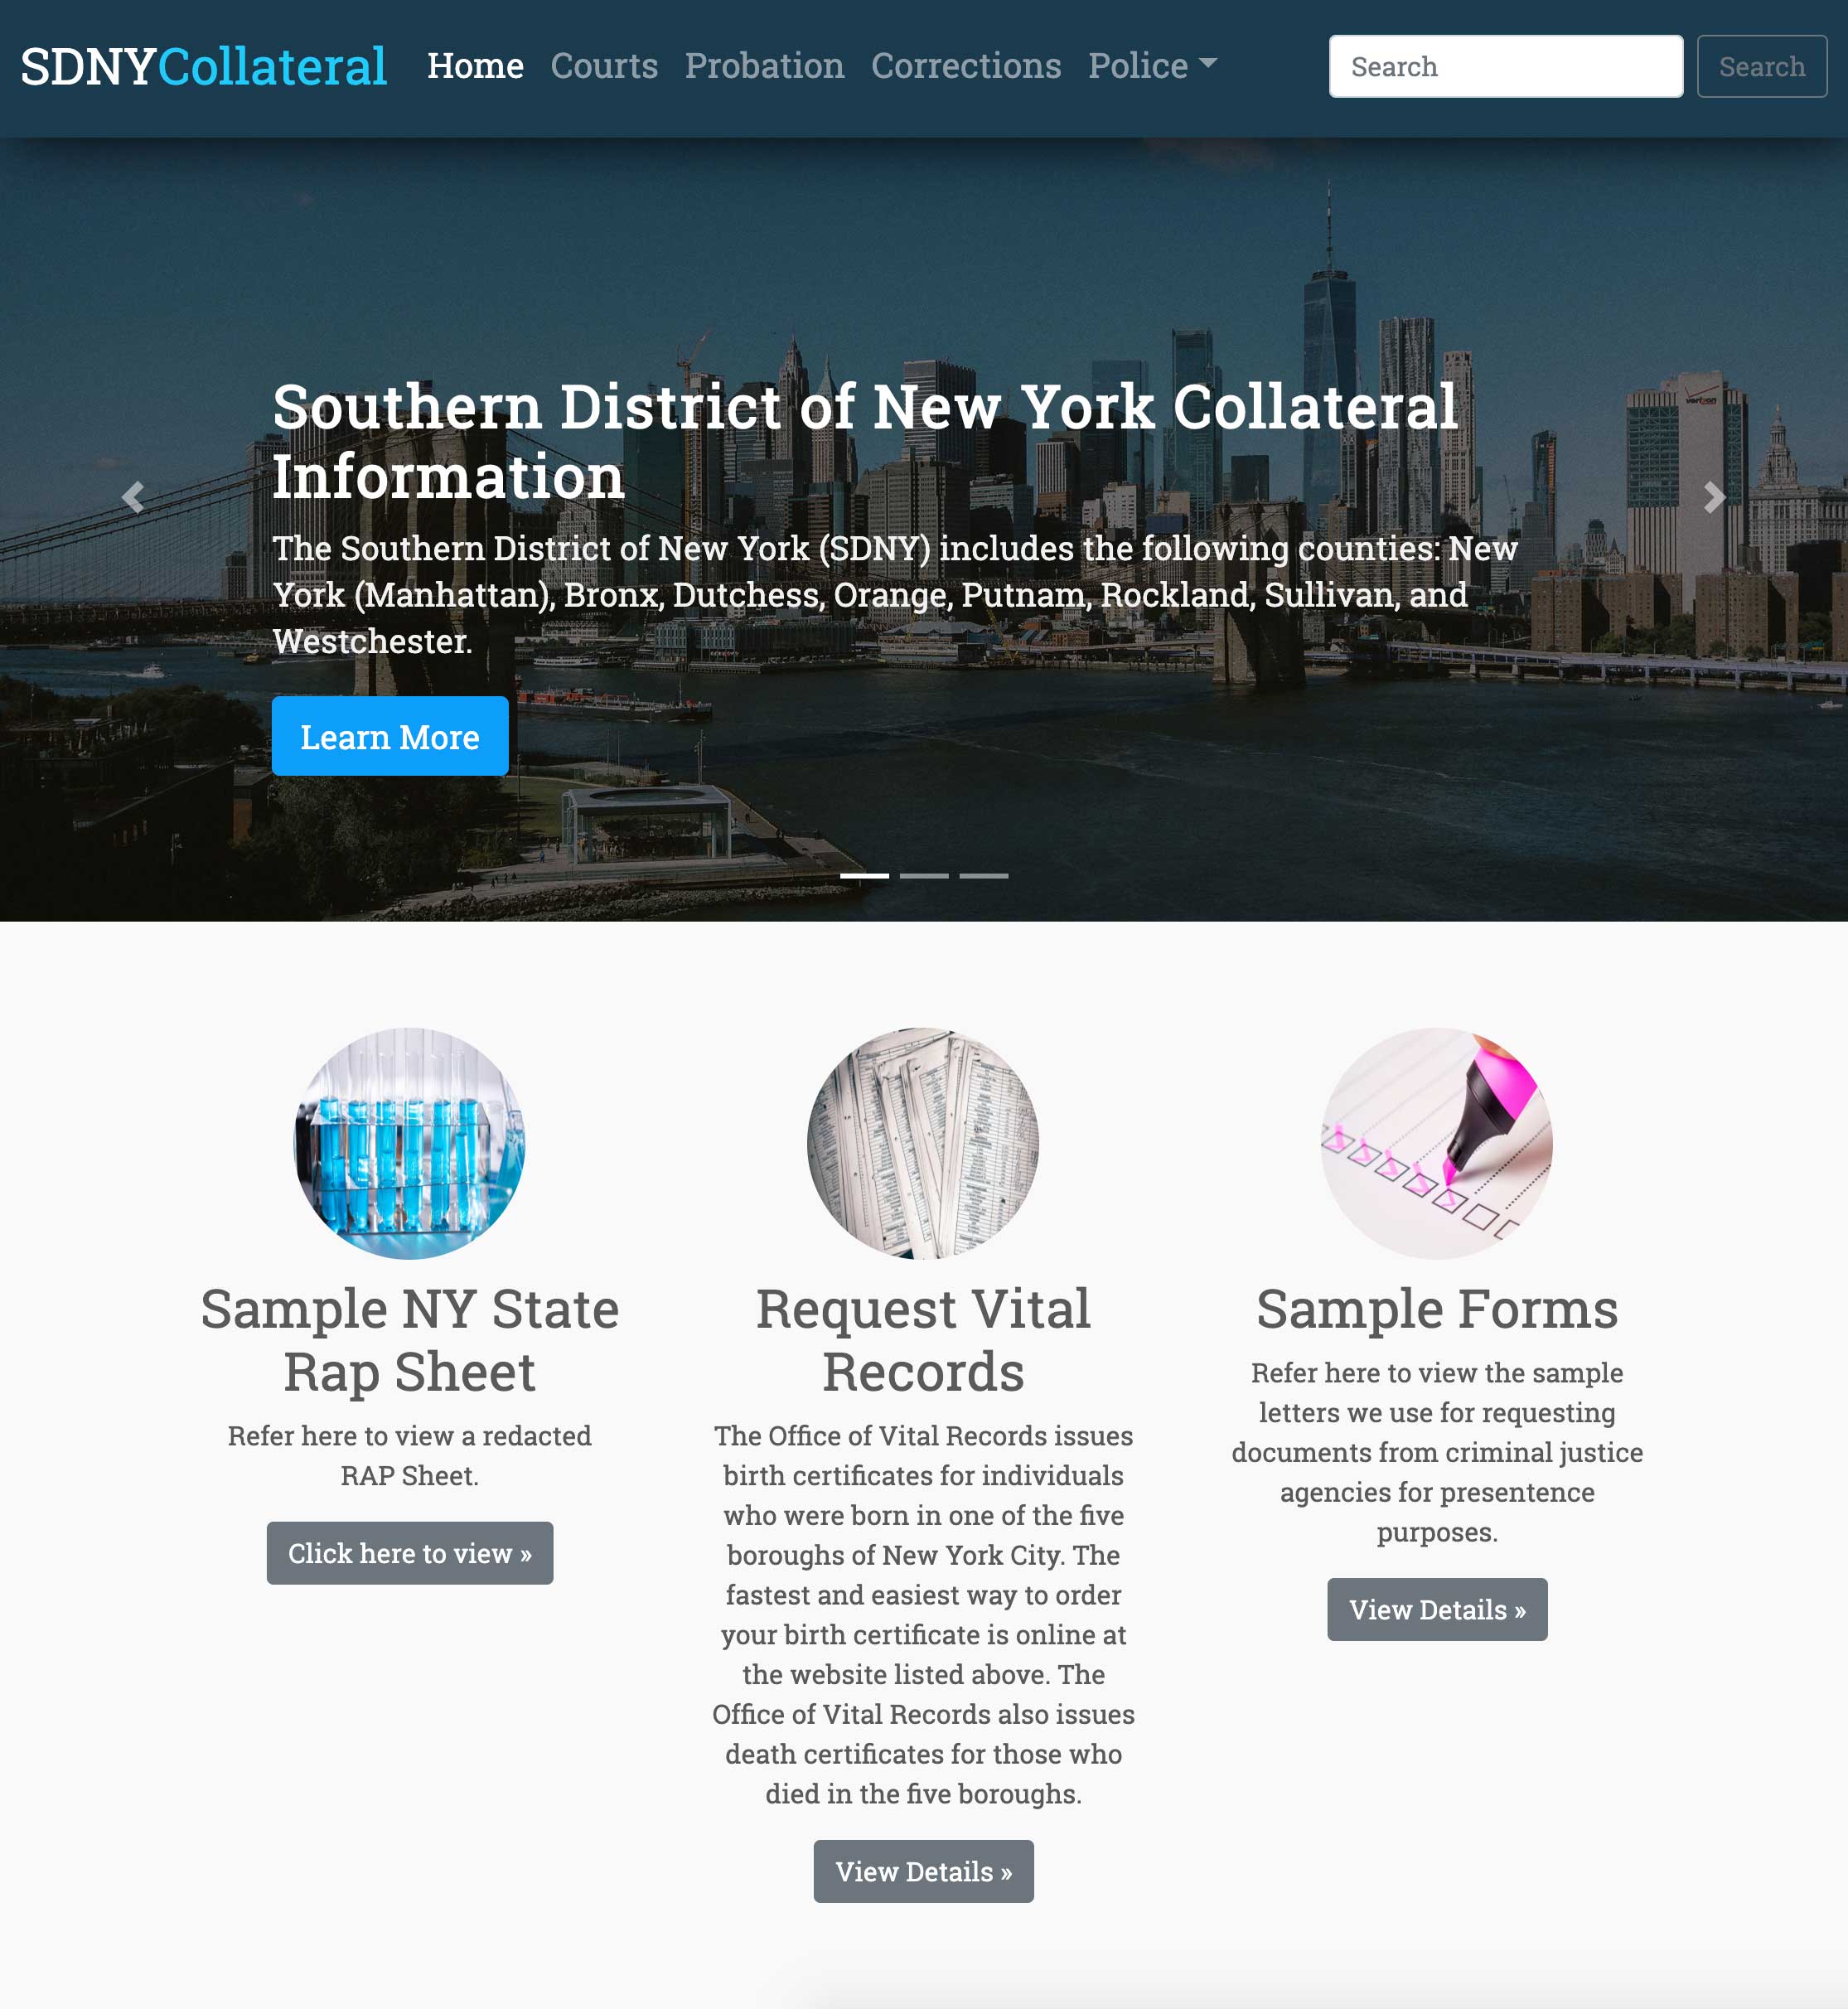 SDNYCollateral Home Courts Probation Corrections Police Search Search
verizon
Southern District of New York Collateral
Information
The Southern District of New York (SDNY) includes the following counties: New
York (Manhattan), Bronx, Dutchess, Orange, Putnam, Rockland, Sullivan, and
Westchester.
Learn More
Sample NY State
Rap Sheet
Refer here to view a redacted
RAP Sheet.
Click here to view »
Request Vital
Records
The Office of Vital Records issues
birth certificates for individuals
who were born in one of the five
boroughs of New York City. The
fastest and easiest way to order
your birth certificate is online at
the website listed above. The
Office of Vital Records also issues
death certificates for those who
died in the five boroughs.
View Details »
Sample Forms
Refer here to view the sample
letters we use for requesting
documents from criminal justice
agencies for presentence
purposes.
View Details »